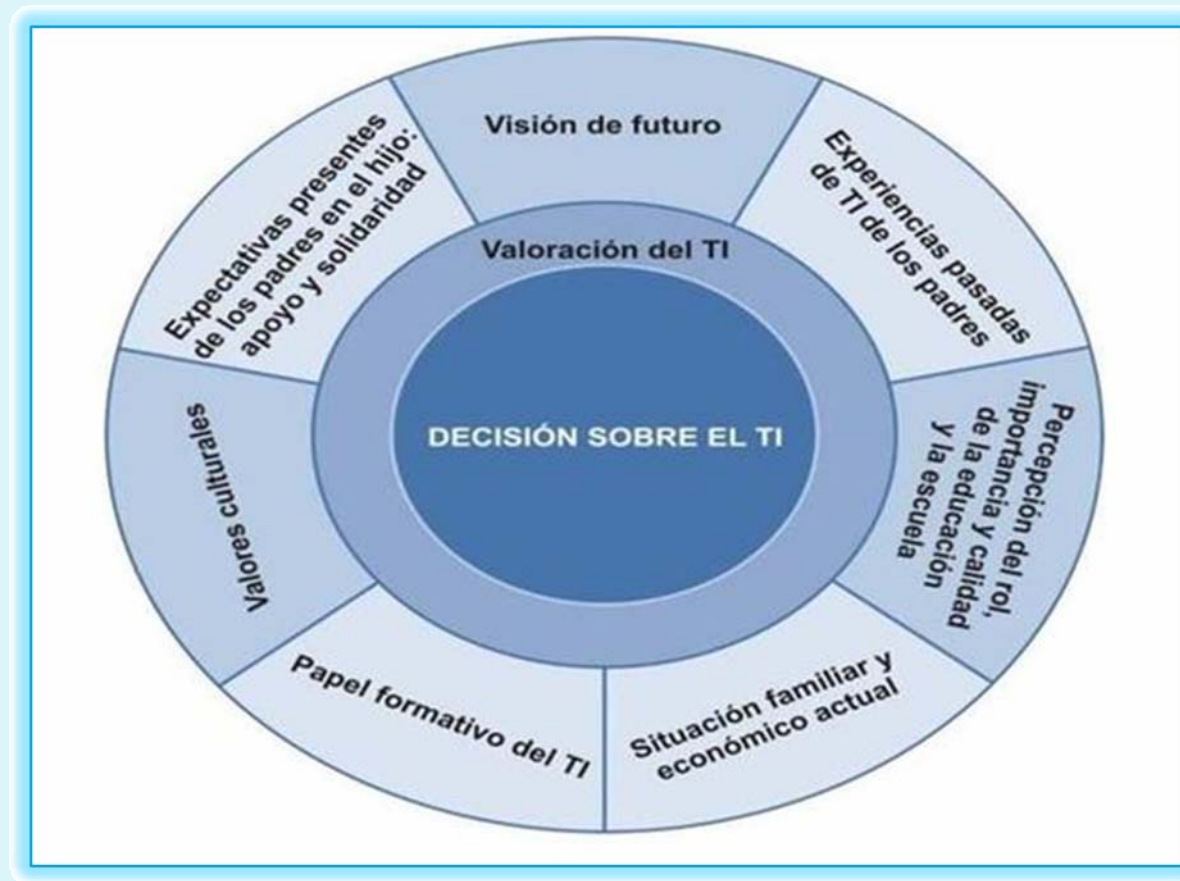 Visión de futuro
Experiencias pasadas
de TI de los padres
Percepción del rol,
importancia y calidad
de la educación
y la escuela
Situación familiar y
económico actual
Papel formativo del TI
Valores culturales
Expectativas presentes
de los padres en el hijo:
apoyo y solidaridad
Valoración del TI
DECISIÓN SOBRE EL TI